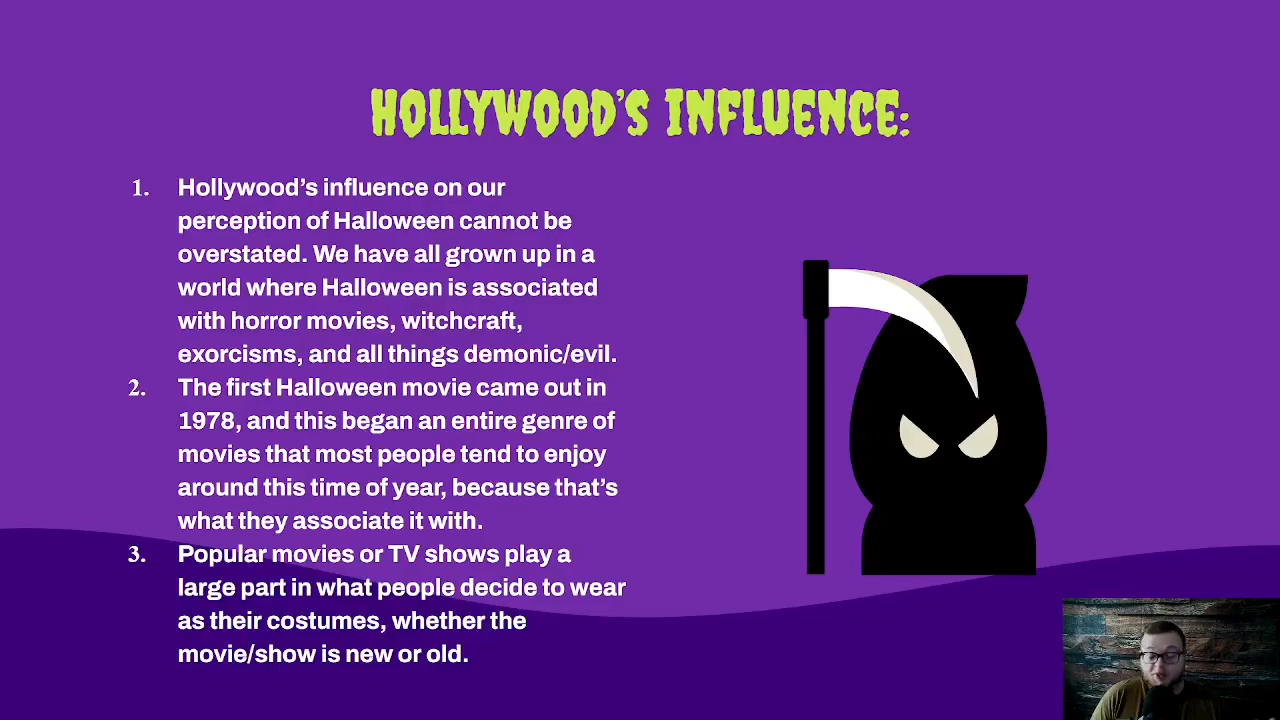 HOLLYWOOD'S INFLUENCE:
1. Hollywood's influence on our
perception of Halloween cannot be
overstated. We have all grown up in a
world where Halloween is associated
with horror movies, witchcraft,
exorcisms, and all things demonic/evil.
2. The first Halloween movie came out in
1978, and this began an entire genre of
movies that most people tend to enjoy
around this time of year, because that's
what they associate it with.
3. Popular movies or TV shows play a
large part in what people decide to wear
as their costumes, whether the
movie/show is new or old.